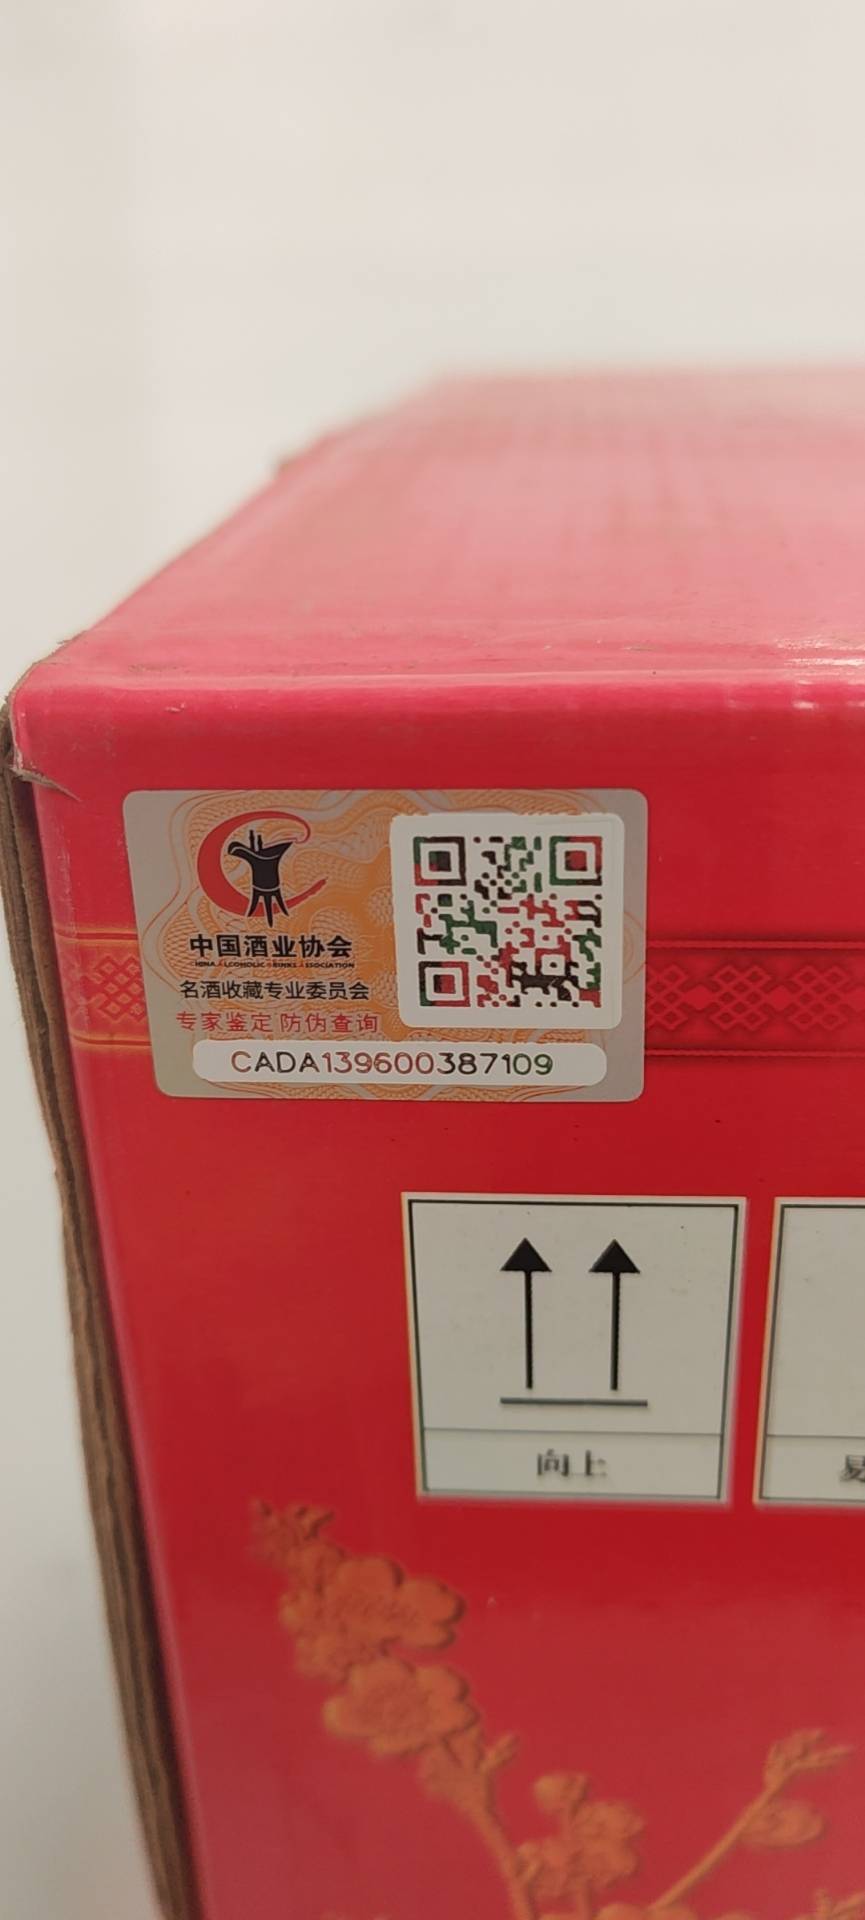 中国酒业协会
CHINA ALCOHOLIC DRINKS ASSOCIATION
名酒收藏专业委员会
专家鉴定 防伪查询
CADA139600387109
向上
易